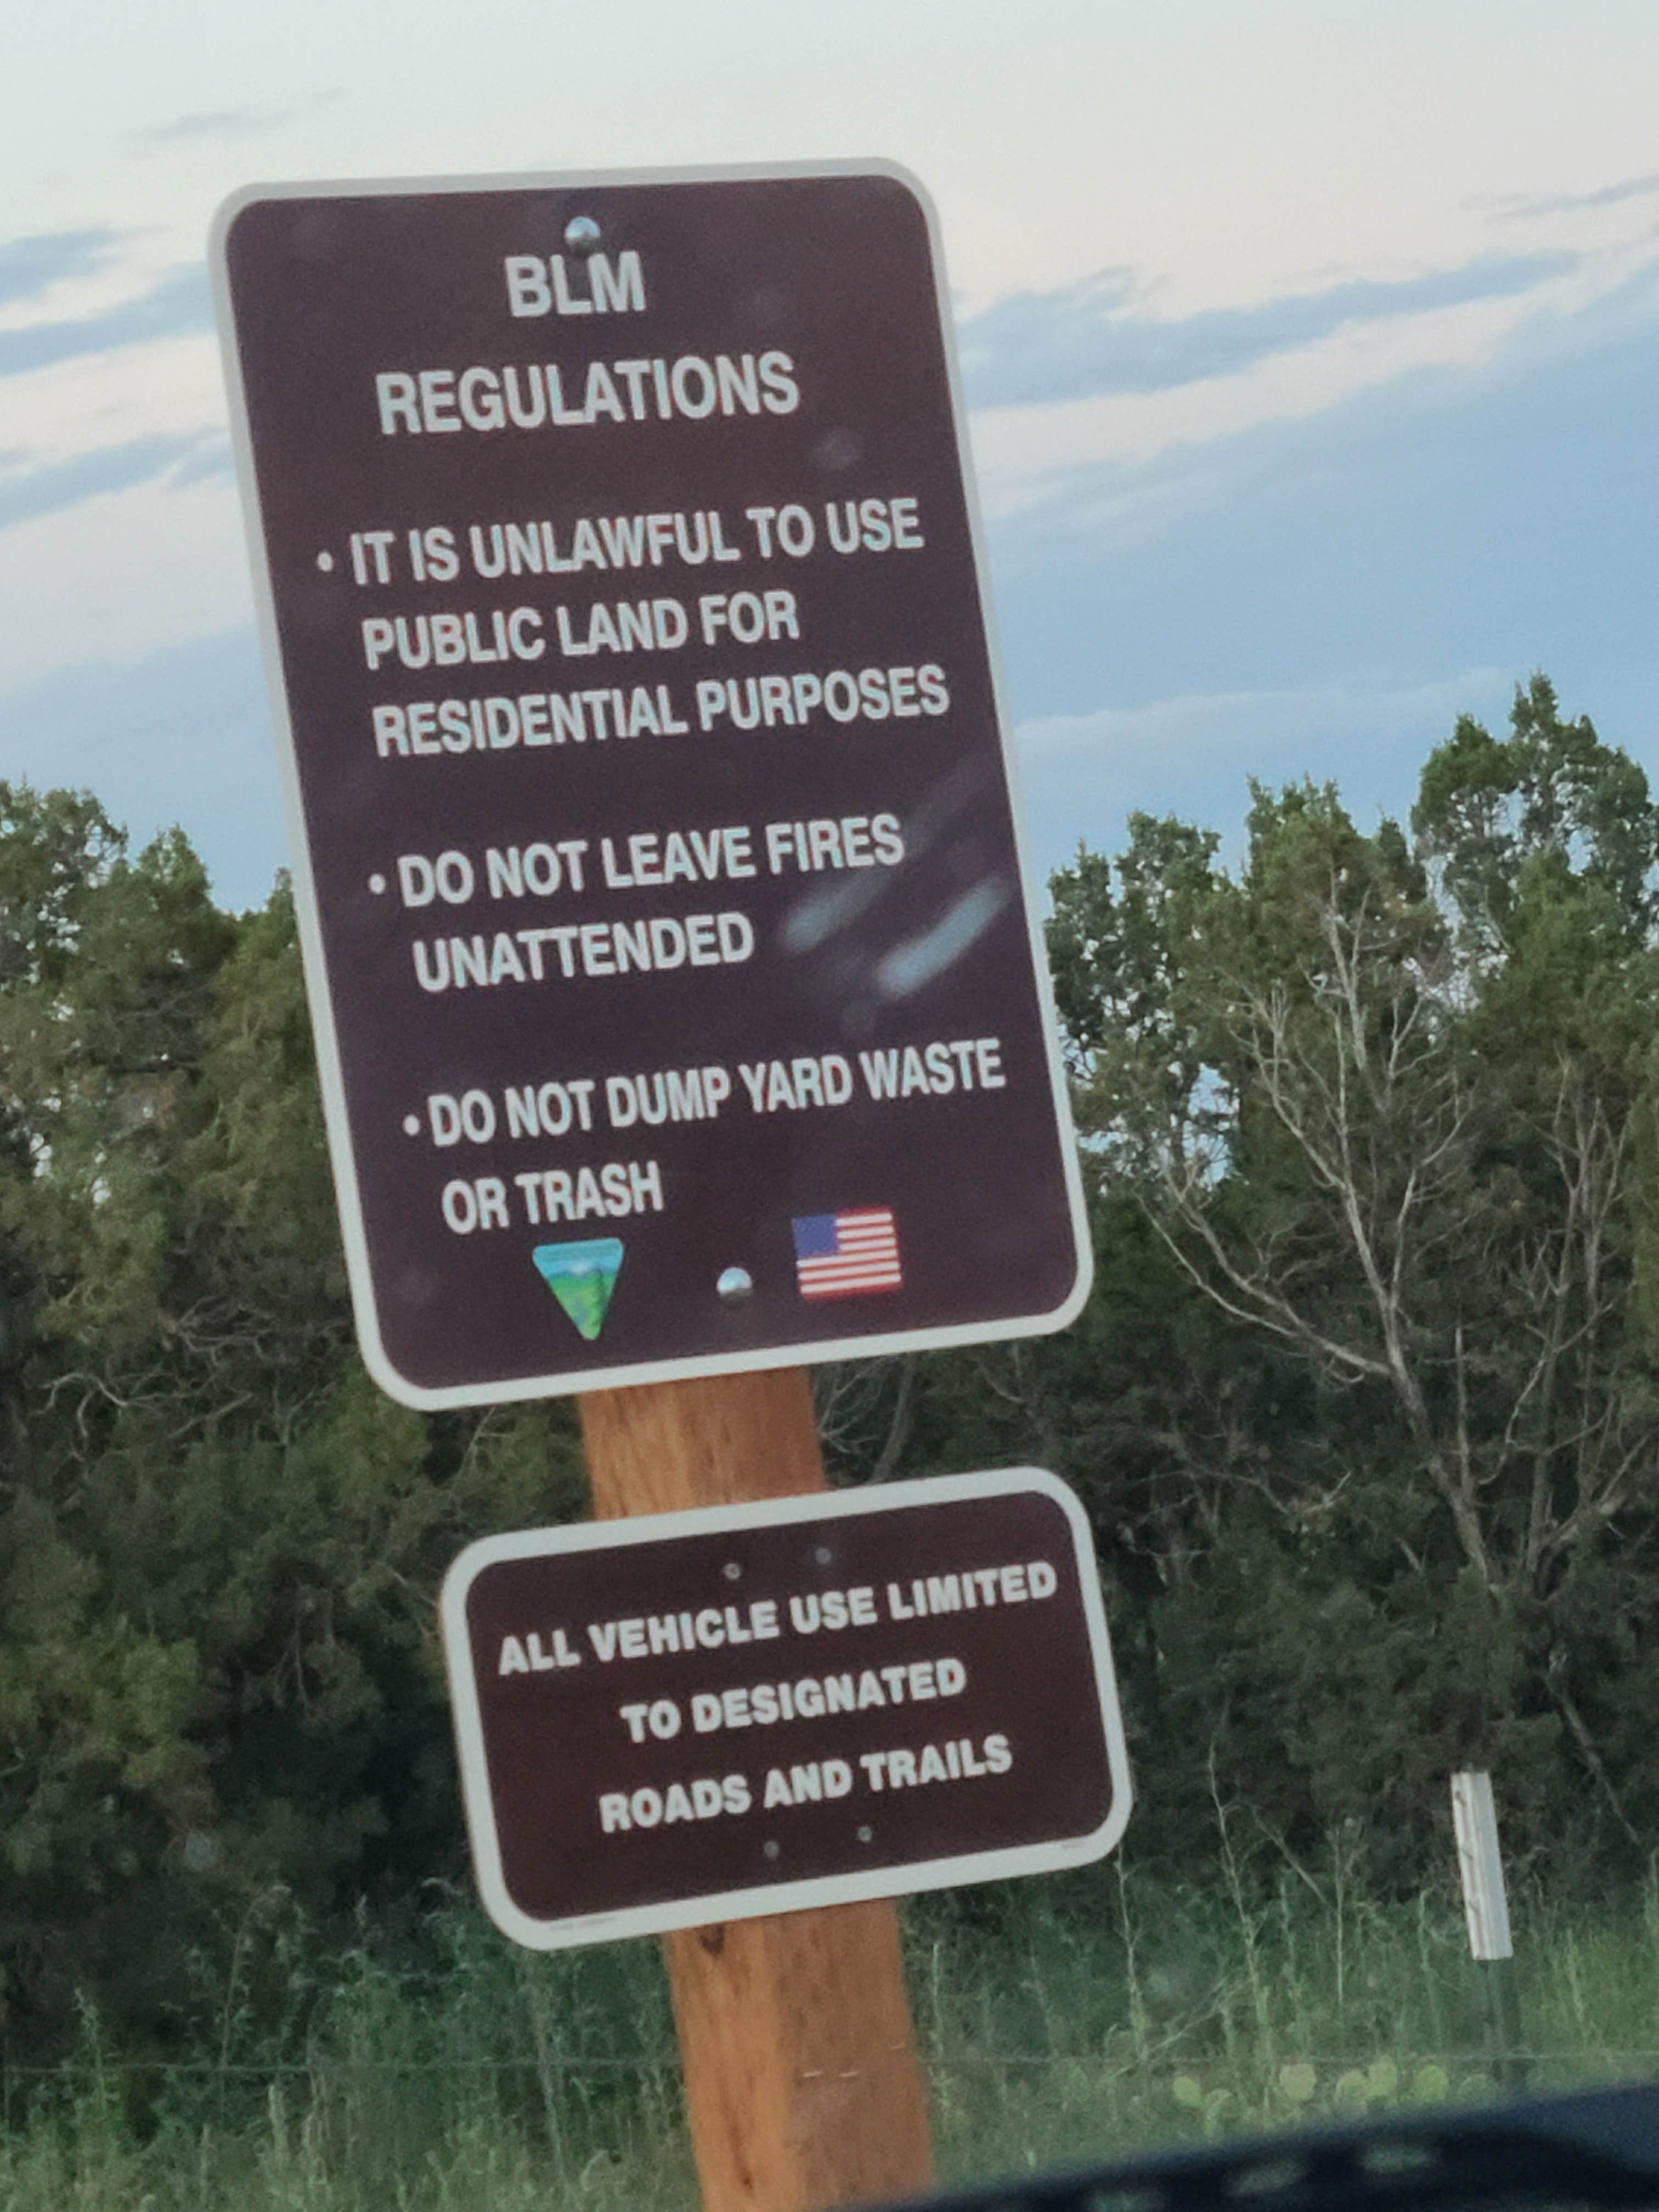 BLM
REGULATIONS
• IT IS UNLAWFUL TO USE
PUBLIC LAND FOR
RESIDENTIAL PURPOSES
• DO NOT LEAVE FIRES
UNATTENDED
• DO NOT DUMP YARD WASTE
OR TRASH
ALL VEHICLE USE LIMITED
TO DESIGNATED
ROADS AND TRAILS